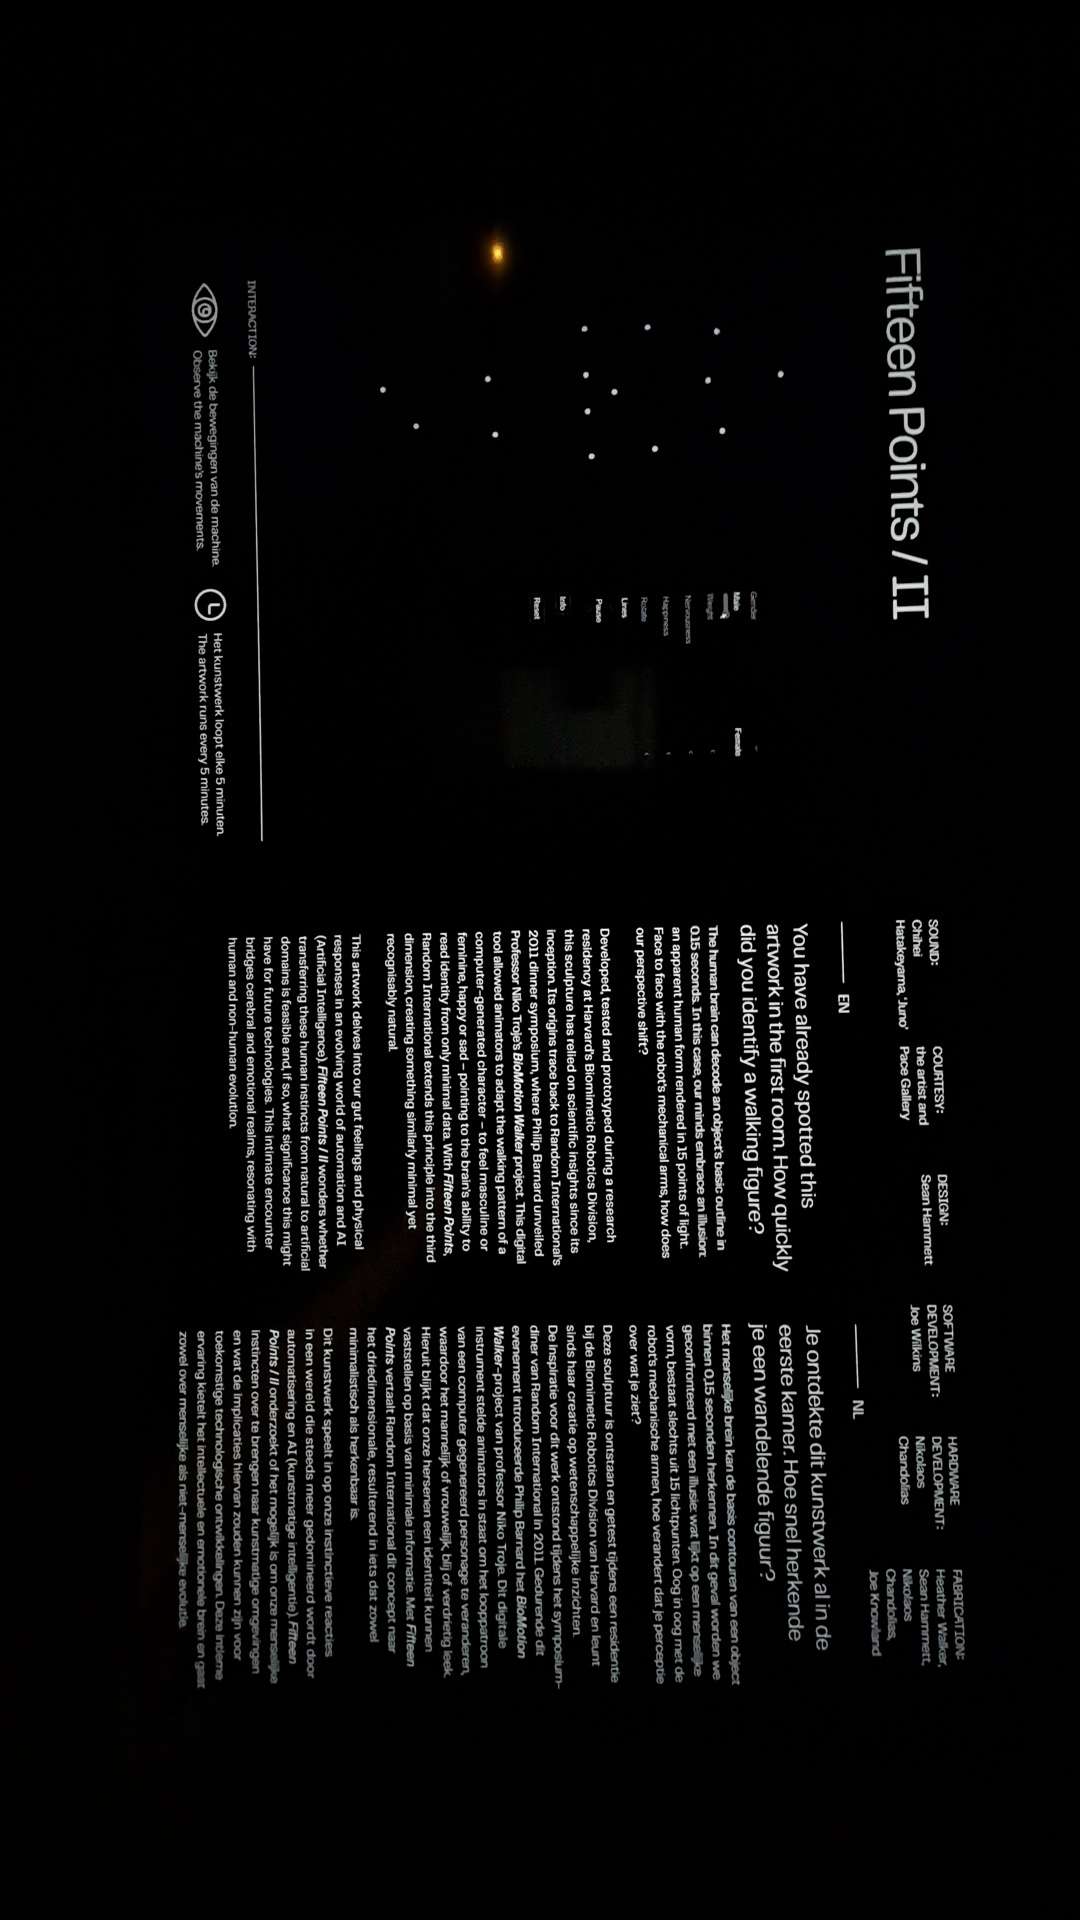 Fifteen Points / II
SOUND:
Chihei
Hatakeyama, 'Juno'
COURTESY:
the artist and
Pace Gallery
DESIGN:
Sean Hammett
SOFTWARE
DEVELOPMENT:
Joe Wilkins
HARDWARE
DEVELOPMENT:
Nikolaos
Chandolias
FABRICATION:
Heather Walker,
Sean Hammett,
Nikolaos
Chandolias,
Joe Knowland
Gender
Male
Female
Weight
Nervousness
Happiness
Rotate
Lines
Pause
Info
Reset
EN
You have already spotted this
artwork in the first room. How quickly
did you identify a walking figure?
The human brain can decode an object's basic outline in
0.15 seconds. In this case, our minds embrace an illusion:
an apparent human form rendered in 15 points of light.
Face to face with the robot's mechanical arms, how does
our perspective shift?
Developed, tested and prototyped during a research
residency at Harvard's Biomimetic Robotics Division,
this sculpture has relied on scientific insights since its
inception. Its origins trace back to Random International's
2011 dinner symposium, where Philip Barnard unveiled
Professor Niko Troje's BioMotion Walker project. This digital
tool allowed animators to adapt the walking pattern of a
computer-generated character – to feel masculine or
feminine, happy or sad – pointing to the brain's ability to
read identity from only minimal data. With Fifteen Points,
Random International extends this principle into the third
dimension, creating something similarly minimal yet
recognisably natural.
This artwork delves into our gut feelings and physical
responses in an evolving world of automation and AI
(Artificial Intelligence). Fifteen Points / II wonders whether
transferring these human instincts from natural to artificial
domains is feasible and, if so, what significance this might
have for future technologies. This intimate encounter
bridges cerebral and emotional realms, resonating with
human and non-human evolution.
NL
Je ontdekte dit kunstwerk al in de
eerste kamer. Hoe snel herkende
je een wandelende figuur?
Het menselijke brein kan de basis contouren van een object
binnen 0,15 seconden herkennen. In dit geval worden we
geconfronteerd met een illusie: wat lijkt op een menselijke
vorm, bestaat slechts uit 15 lichtpunten. Oog in oog met de
robot's mechanische armen, hoe verandert dat je perceptie
over wat je ziet?
Deze sculptuur is ontstaan en getest tijdens een residentie
bij de Biomimetic Robotics Division van Harvard en leunt
sinds haar creatie op wetenschappelijke inzichten.
De inspiratie voor dit werk ontstond tijdens het symposium-
diner van Random International in 2011. Gedurende dit
evenement introduceerde Philip Barnard het BioMotion
Walker-project van professor Niko Troje. Dit digitale
instrument stelde animators in staat om het looppatroon
van een computer gegenereerd personage te veranderen,
waardoor het mannelijk of vrouwelijk, blij of verdrietig leek.
Hieruit blijkt dat onze hersenen een identiteit kunnen
vaststellen op basis van minimale informatie. Met Fifteen
Points vertaalt Random International dit concept naar
het driedimensionale, resulterend in iets dat zowel
minimalistisch als herkenbaar is.
Dit kunstwerk speelt in op onze instinctieve reacties
in een wereld die steeds meer gedomineerd wordt door
automatisering en AI (kunstmatige intelligentie). Fifteen
Points / II onderzoekt of het mogelijk is om onze menselijke
instincten over te brengen naar kunstmatige omgevingen
en wat de implicaties hiervan zouden kunnen zijn voor
toekomstige technologische ontwikkelingen. Deze intieme
ervaring kietelt het intellectuele en emotionele brein en gaat
zowel over menselijke als niet-menselijke evolutie.
INTERACTION:
Bekijk de bewegingen van de machine.
Observe the machine's movements.
Het kunstwerk loopt elke 5 minuten.
The artwork runs every 5 minutes.